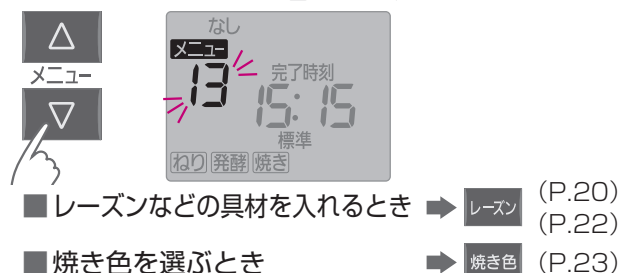 なし
メニュー
メニュー
13
完了時刻
15:15
標準
ねり 発酵 焼き
■レーズンなどの具材を入れるとき ➡ レーズン (P.20)
(P.22)
■焼き色を選ぶとき ➡ 焼き色 (P.23)